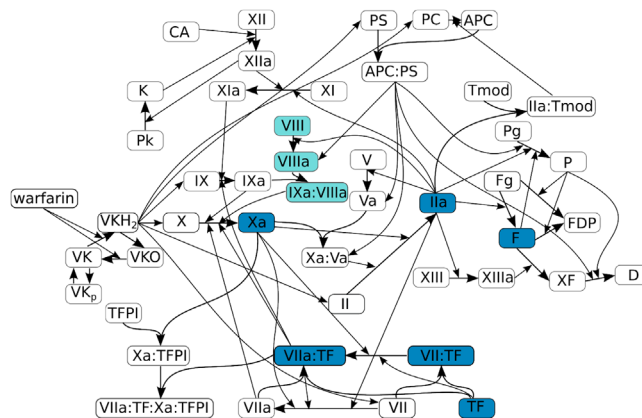 XII
PS
PC
APC
CA
XIIa
APC:PS
K
XIa
XI
Tmod
IIa:Tmod
Pk
VIII
Pg
VIIIa
V
P
IX
IXa
IXa:VIIIa
Fg
warfarin
Va
IIa
VKH2
X
Xa
F
FDP
VK
VKO
Xa:Va
XIII
XIIIa
XF
D
VKp
II
TFPI
Xa:TFPI
VIIa:TF
VII:TF
VIIa:TF:Xa:TFPI
VIIa
VII
TF